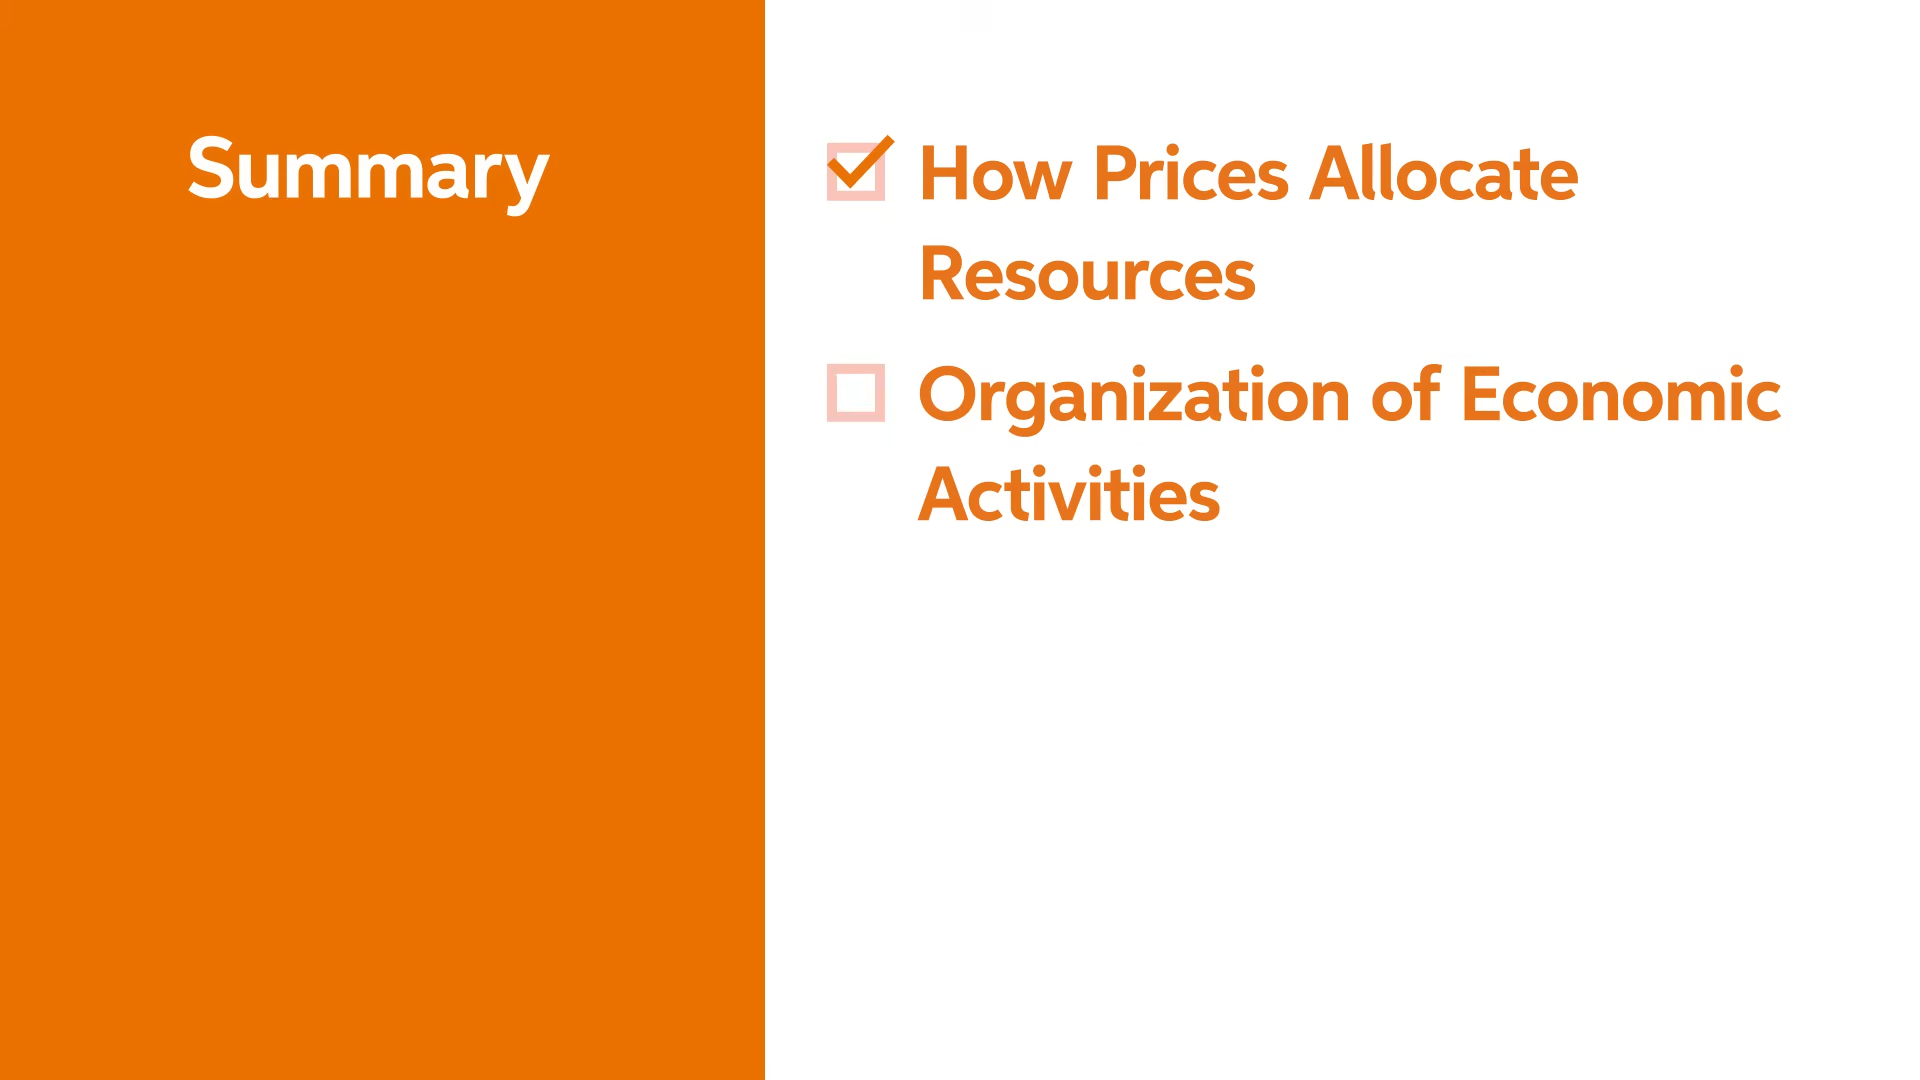 Summary
How Prices Allocate
Resources
Organization of Economic
Activities